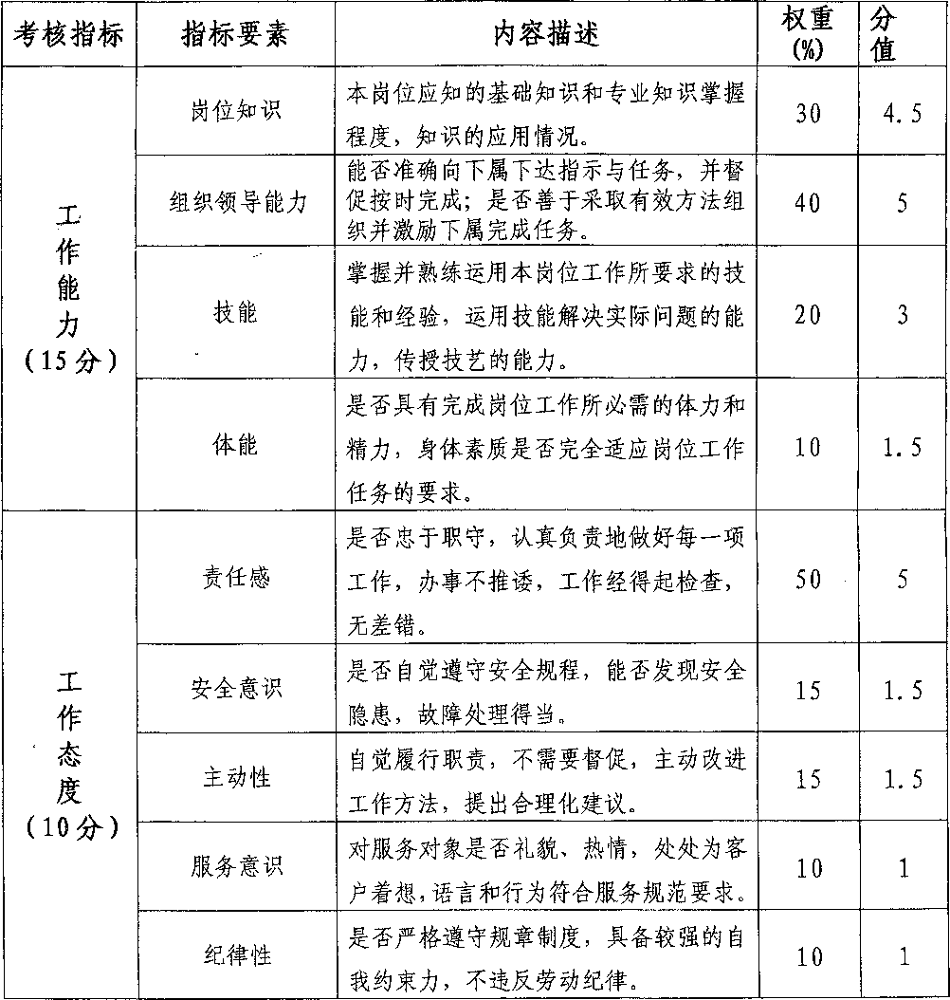 考核指标 指标要素 内容描述 权重(%) 分值
工作能力(15分)
岗位知识
本岗位应知的基础知识和专业知识掌握
程度，知识的应用情况。
30 4.5
组织领导能力
能否准确向下属下达指示与任务，并督
促按时完成；是否善于采取有效方法组
织并激励下属完成任务。
40 5
技能
掌握并熟练运用本岗位工作所要求的技
能和经验，运用技能解决实际问题的能
力，传授技艺的能力。
20 3
体能
是否具有完成岗位工作所必需的体力和
精力，身体素质是否完全适应岗位工作
任务的要求。
10 1.5
工作态度(10分)
责任感
是否忠于职守，认真负责地做好每一项
工作，办事不推诿，工作经得起检查，
无差错。
50 5
安全意识
是否自觉遵守安全规程，能否发现安全
隐患，故障处理得当。
15 1.5
主动性
自觉履行职责，不需要督促，主动改进
工作方法，提出合理化建议。
15 1.5
服务意识
对服务对象是否礼貌、热情，处处为客
户着想，语言和行为符合服务规范要求。
10 1
纪律性
是否严格遵守规章制度，具备较强的自
我约束力，不违反劳动纪律。
10 1